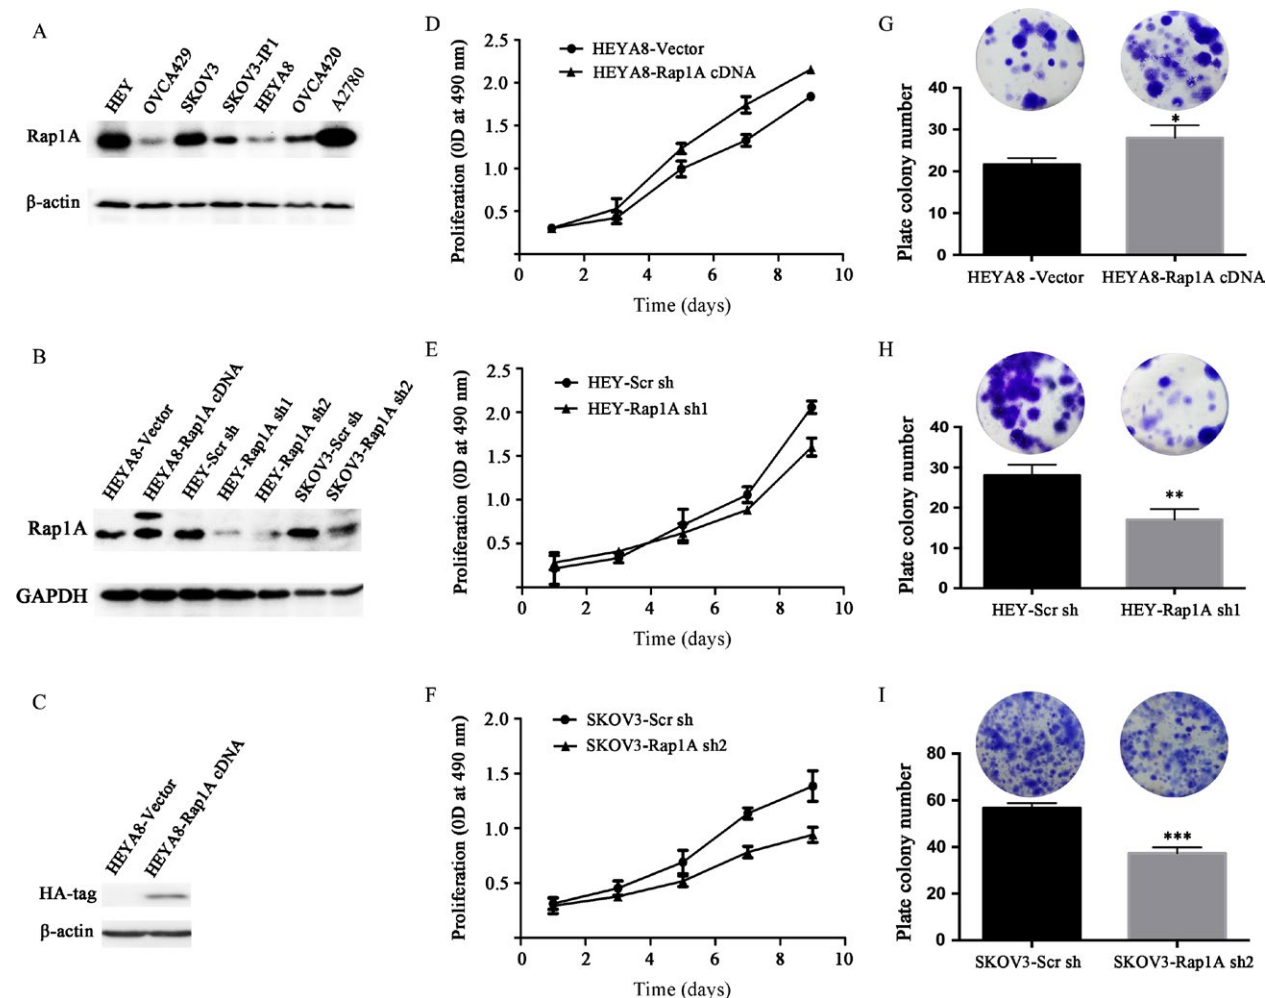 A
HEY
OVCA429
SKOV3
SKOV3-IP1
HEYA8
OVCA420
A2780
Rap1A
β-actin
B
HEYA8-Vector
HEYA8-Rap1A cDNA
HEY-Scr sh
HEY-Rap1A sh1
HEY-Rap1A sh2
SKOV3-Scr sh
SKOV3-Rap1A sh2
Rap1A
GAPDH
C
HEYA8-Vector
HEYA8-Rap1A cDNA
HA-tag
β-actin
D
Proliferation (0D at 490 nm)
2.5
2.0
1.5
1.0
0.5
HEYA8-Vector
HEYA8-Rap1A cDNA
0 2 4 6 8 10
Time (days)
E
Proliferation (0D at 490 nm)
2.5
2.0
1.5
1.0
0.5
HEY-Scr sh
HEY-Rap1A sh1
0 2 4 6 8 10
Time (days)
F
Proliferation (0D at 490 nm)
2.0
1.5
1.0
0.5
SKOV3-Scr sh
SKOV3-Rap1A sh2
0 2 4 6 8 10
Time (days)
G
Plate colony number
40
30
20
10
0
*
HEYA8 -Vector HEYA8-Rap1A cDNA
H
Plate colony number
40
30
20
10
0
**
HEY-Scr sh HEY-Rap1A sh1
I
Plate colony number
80
60
40
20
0
***
SKOV3-Scr sh SKOV3-Rap1A sh2